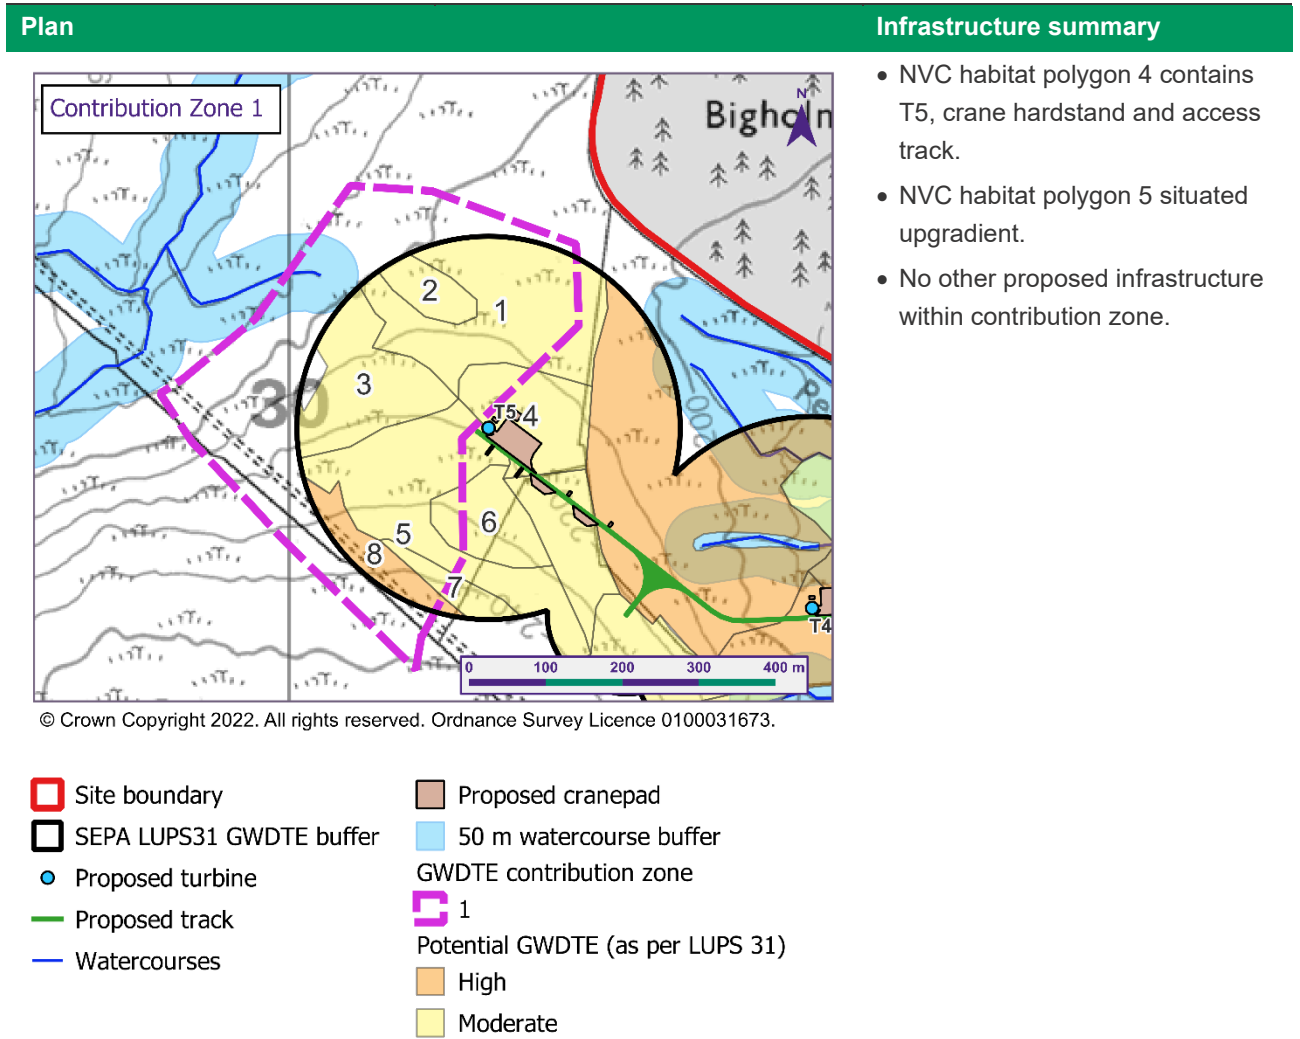 Plan
Infrastructure summary
Contribution Zone 1
N
1
2
3
30
T5
4
5
6
7
8
T4
200
210
0 100 200 300 400 m
© Crown Copyright 2022. All rights reserved. Ordnance Survey Licence 0100031673.
• NVC habitat polygon 4 contains
T5, crane hardstand and access
track.
• NVC habitat polygon 5 situated
upgradient.
• No other proposed infrastructure
within contribution zone.
Site boundary
SEPA LUPS31 GWDTE buffer
Proposed turbine
Proposed track
Watercourses
Proposed cranepad
50 m watercourse buffer
GWDTE contribution zone
1
Potential GWDTE (as per LUPS 31)
High
Moderate